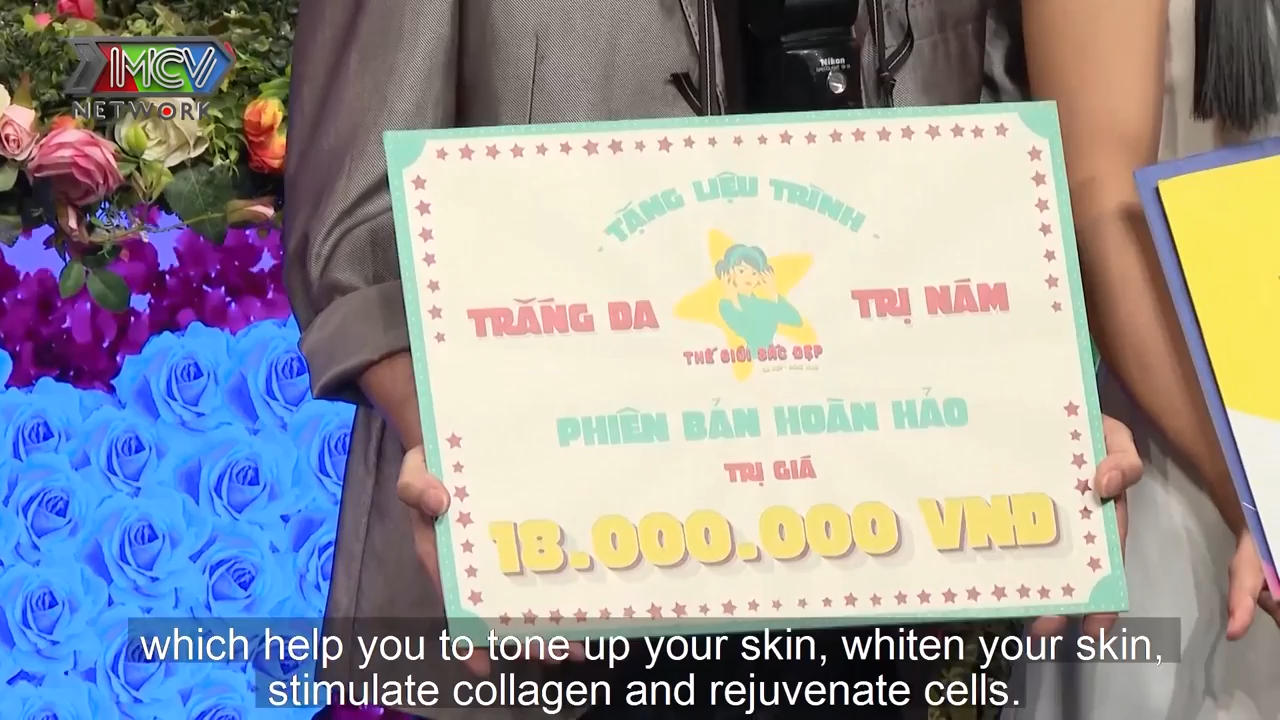 MCV
NETWORK
Nikon
TẶNG LIỆU TRÌNH
TRẮNG DA
TRỊ NÁM
THẾ GIỚI SẮC ĐẸP
PHIÊN BẢN HOÀN HẢO
TRỊ GIÁ
18.000.000 VND
which help you to tone up your skin, whiten your skin,
stimulate collagen and rejuvenate cells.